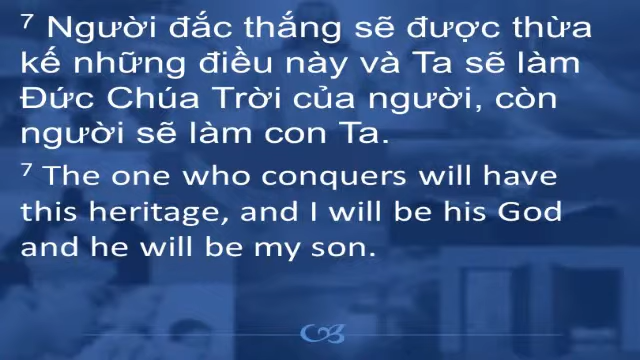 7 Người đắc thắng sẽ được thừa
kế những điều này và Ta sẽ làm
Đức Chúa Trời của người, còn
người sẽ làm con Ta.
7 The one who conquers will have
this heritage, and I will be his God
and he will be my son.